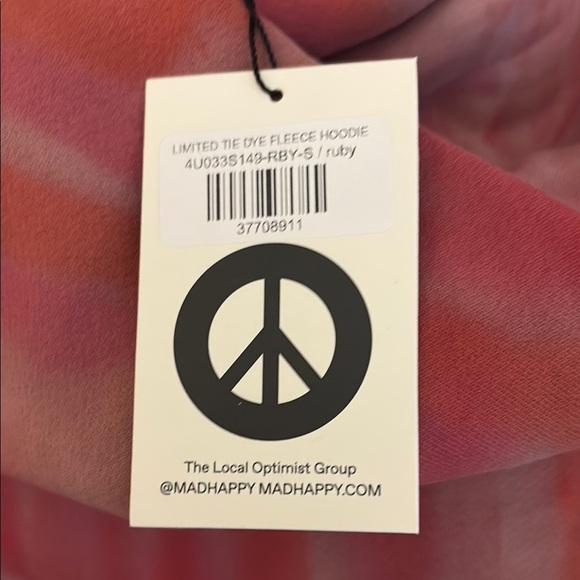 LIMITED TIE DYE FLEECE HOODIE
4U033S149-RBY-S / ruby
37708911
The Local Optimist Group
@MADHAPPY MADHAPPY.COM